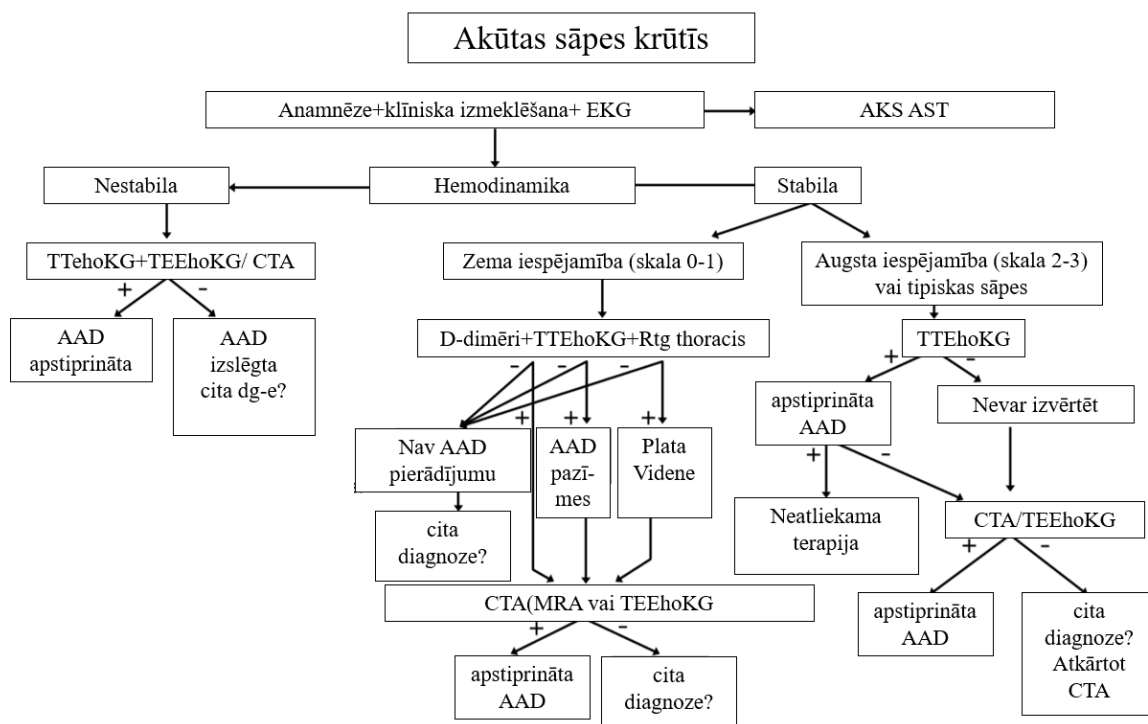 Akūtas sāpes krūtīs
Anamnēze+klīniska izmeklēšana+ EKG
AKS AST
Nestabila
Hemodinamika
Stabila
TTehoKG+TEEhoKG/ CTA
Zema iespējamība (skala 0-1)
Augsta iespējamība (skala 2-3)
vai tipiskas sāpes
+
-
AAD
apstiprināta
AAD
izslēgta
cita dg-e?
D-dimēri+TTEhoKG+Rtg thoracis
TTEhoKG
-
-
-
+
-
+
+
+
Nav AAD
pierādījumu
AAD
pazī-
mes
Plata
Videne
apstiprināta
AAD
Nevar izvērtēt
+
-
cita
diagnoze?
Neatliekama
terapija
CTA/TEEhoKG
+
-
CTA(MRA vai TEEhoKG
+
-
apstiprināta
AAD
cita
diagnoze?
apstiprināta
AAD
cita
diagnoze?
Atkārtot
CTA